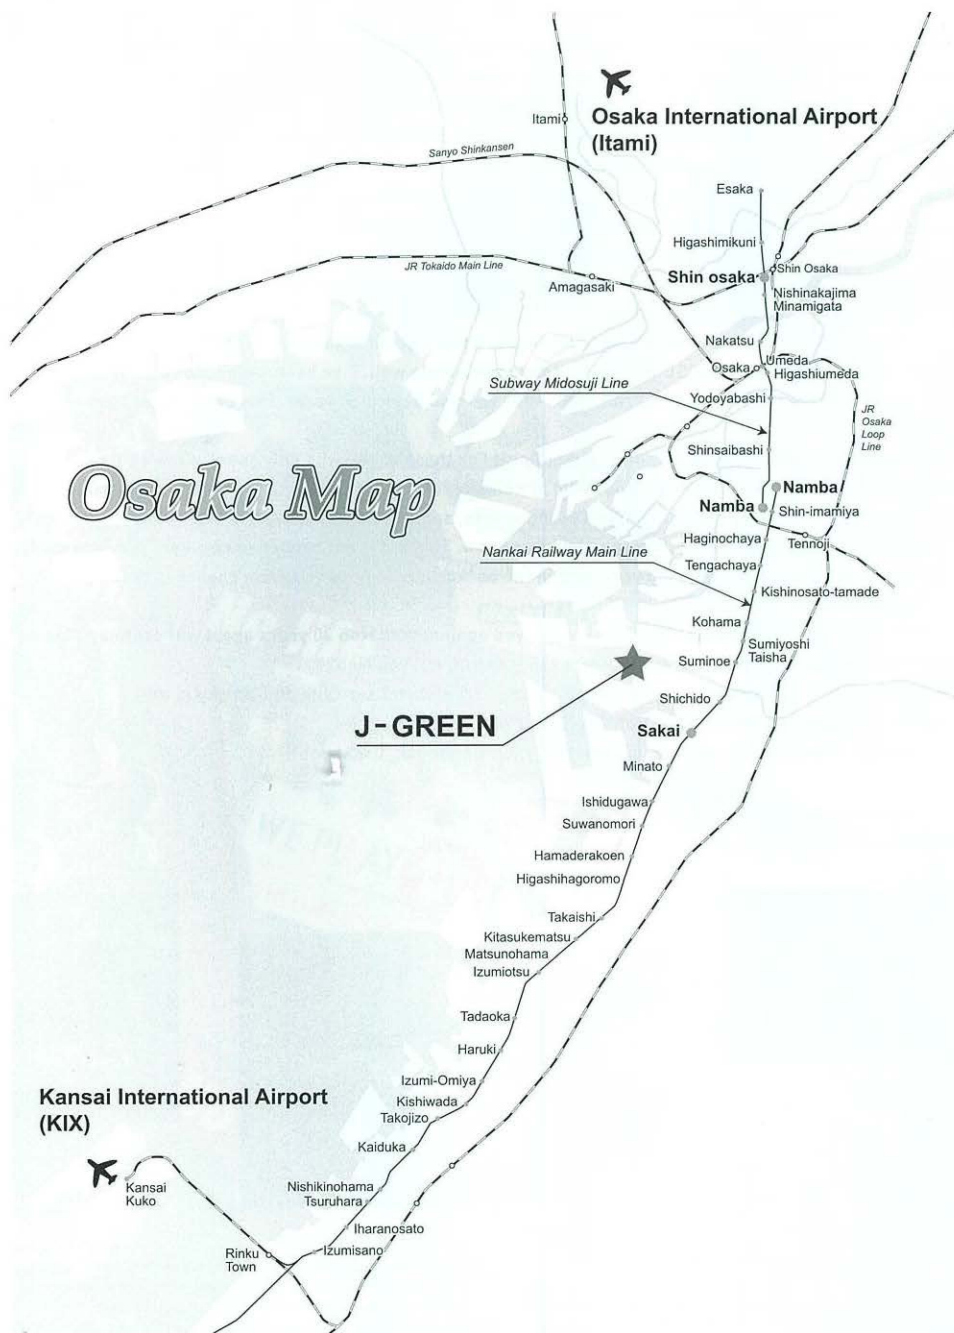 Itami
Osaka International Airport
(Itami)
Sanyo Shinkansen
Esaka
Higashimikuni
JR Tokaido Main Line
Shin osaka
Shin Osaka
Amagasaki
Nishinakajima
Minamigata
Nakatsu
Umeda
Osaka
Higashiumeda
Subway Midosuji Line
Yodoyabashi
JR
Osaka
Loop
Line
Shinsaibashi
Osaka Map
Namba
Namba
Shin-imamiya
Haginochaya
Tennoji
Nankai Railway Main Line
Tengachaya
Kishinosato-tamade
Kohama
Sumiyoshi
Taisha
Suminoe
Shichido
J-GREEN
Sakai
Minato
Ishidugawa
Suwanomori
Hamaderakoen
Higashihagoromo
Takaishi
Kitasukematsu
Matsunohama
Izumiotsu
Tadaoka
Haruki
Izumi-Omiya
Kansai International Airport
(KIX)
Kishiwada
Takojizo
Kaiduka
Kansai
Kuko
Nishikinohama
Tsuruhara
Iharanosato
Rinku
Town
Izumisano